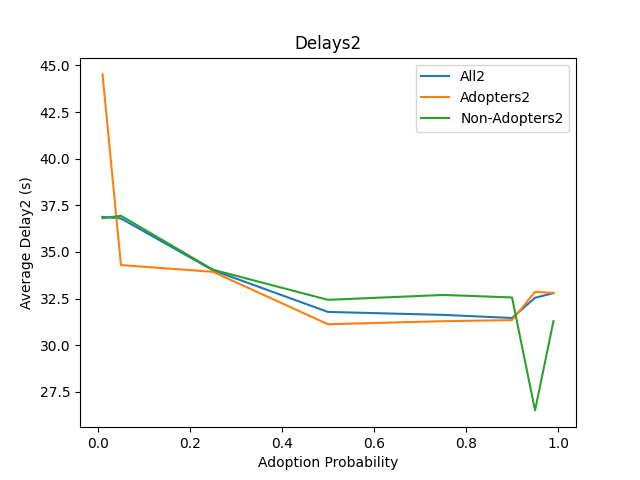 Delays2
All2
Adopters2
Non-Adopters2
Average Delay2 (s)
45.0
42.5
40.0
37.5
35.0
32.5
30.0
27.5
0.0 0.2 0.4 0.6 0.8 1.0
Adoption Probability